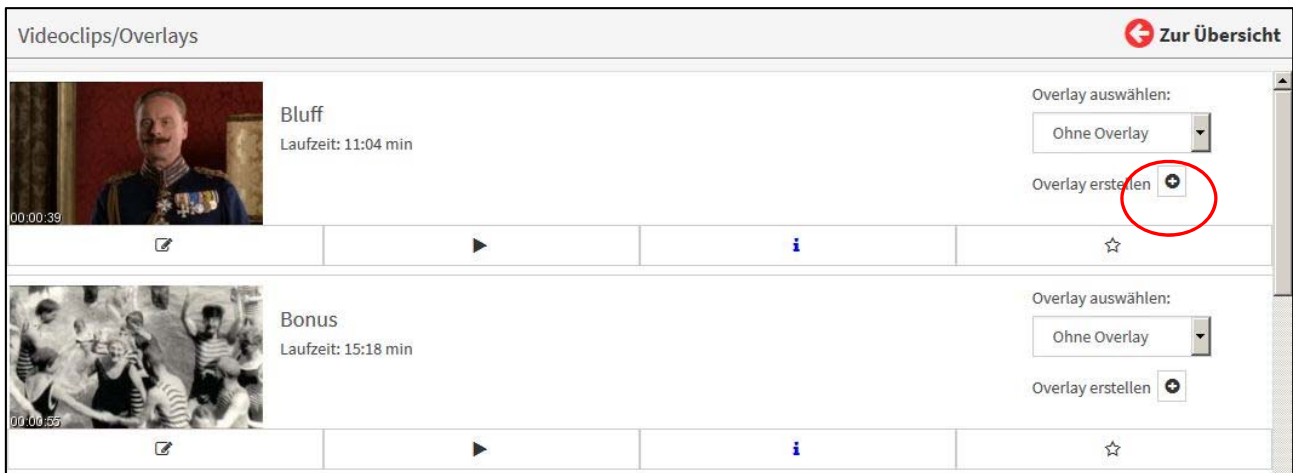 Videoclips/Overlays
Zur Übersicht
Bluff
Laufzeit: 11:04 min
Overlay auswählen:
Ohne Overlay
Overlay erstellen
00:00:39
Bonus
Laufzeit: 15:18 min
Overlay auswählen:
Ohne Overlay
Overlay erstellen
00:00:55